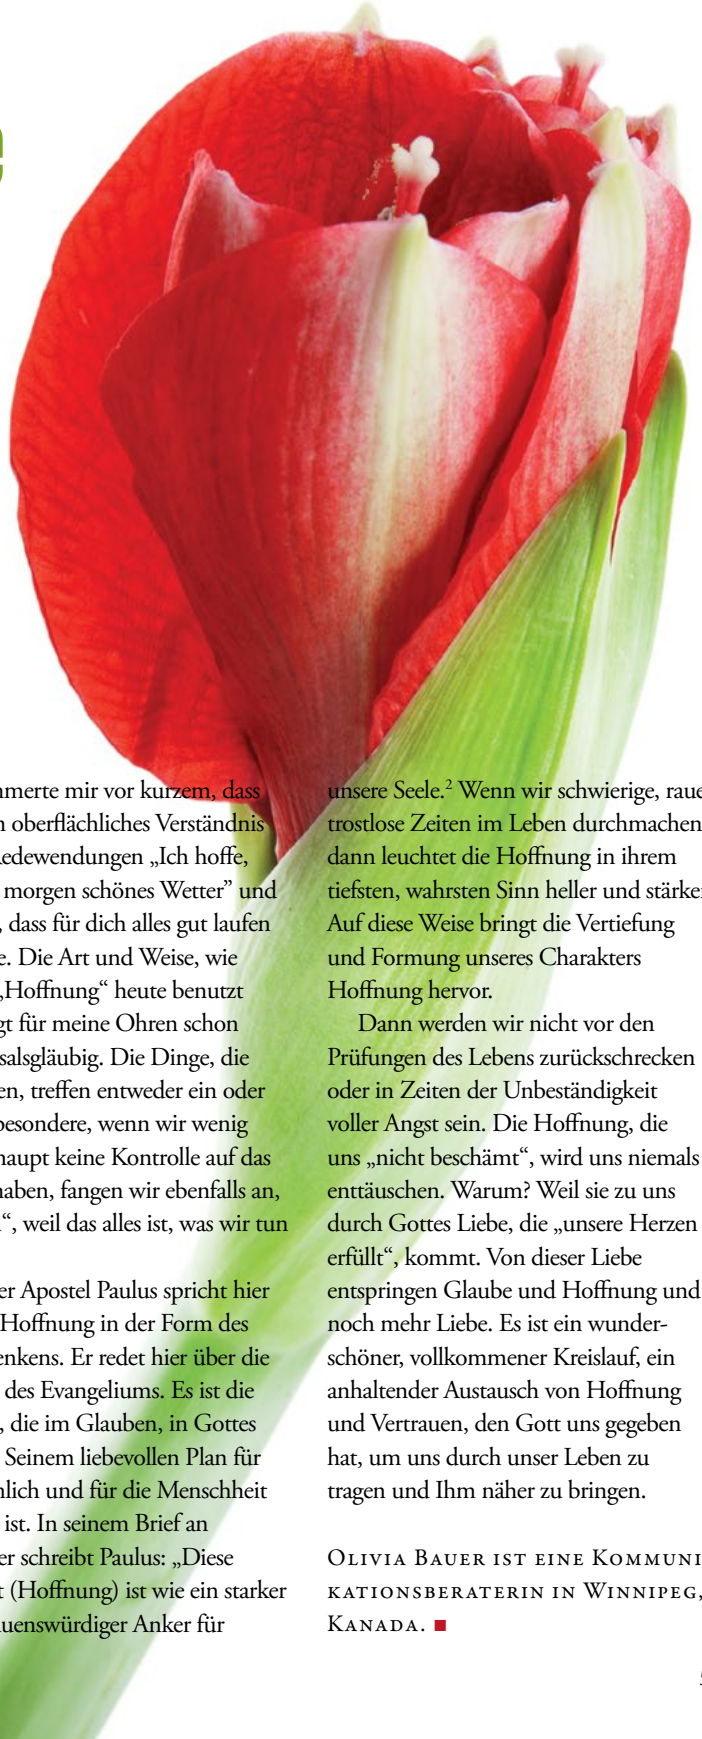 e
nmerte mir vor kurzem, dass
n oberflächliches Verständnis
Redewendungen „Ich hoffe,
morgen schönes Wetter” und
, dass für dich alles gut laufen
e. Die Art und Weise, wie
„Hoffnung“ heute benutzt
gt für meine Ohren schon
salsgläubig. Die Dinge, die
en, treffen entweder ein oder
besondere, wenn wir wenig
haupt keine Kontrolle auf das
haben, fangen wir ebenfalls an,
“, weil das alles ist, was wir tun
er Apostel Paulus spricht hier
Hoffnung in der Form des
enkens. Er redet hier über die
des Evangeliums. Es ist die
, die im Glauben, in Gottes
Seinem liebevollen Plan für
nlich und für die Menschheit
ist. In seinem Brief an
er schreibt Paulus: „Diese
t (Hoffnung) ist wie ein starker
uenswürdiger Anker für
unsere Seele.² Wenn wir schwierige, raue
trostlose Zeiten im Leben durchmachen
dann leuchtet die Hoffnung in ihrem
tiefsten, wahrsten Sinn heller und stärker
Auf diese Weise bringt die Vertiefung
und Formung unseres Charakters
Hoffnung hervor.
Dann werden wir nicht vor den
Prüfungen des Lebens zurückschrecken
oder in Zeiten der Unbeständigkeit
voller Angst sein. Die Hoffnung, die
uns „nicht beschämt“, wird uns niemals
enttäuschen. Warum? Weil sie zu uns
durch Gottes Liebe, die „unsere Herzen
erfüllt“, kommt. Von dieser Liebe
entspringen Glaube und Hoffnung und
noch mehr Liebe. Es ist ein wunder-
schöner, vollkommener Kreislauf, ein
anhaltender Austausch von Hoffnung
und Vertrauen, den Gott uns gegeben
hat, um uns durch unser Leben zu
tragen und Ihm näher zu bringen.
Olivia Bauer ist eine Kommuni-
kationsberaterin in Winnipeg,
Kanada. ■